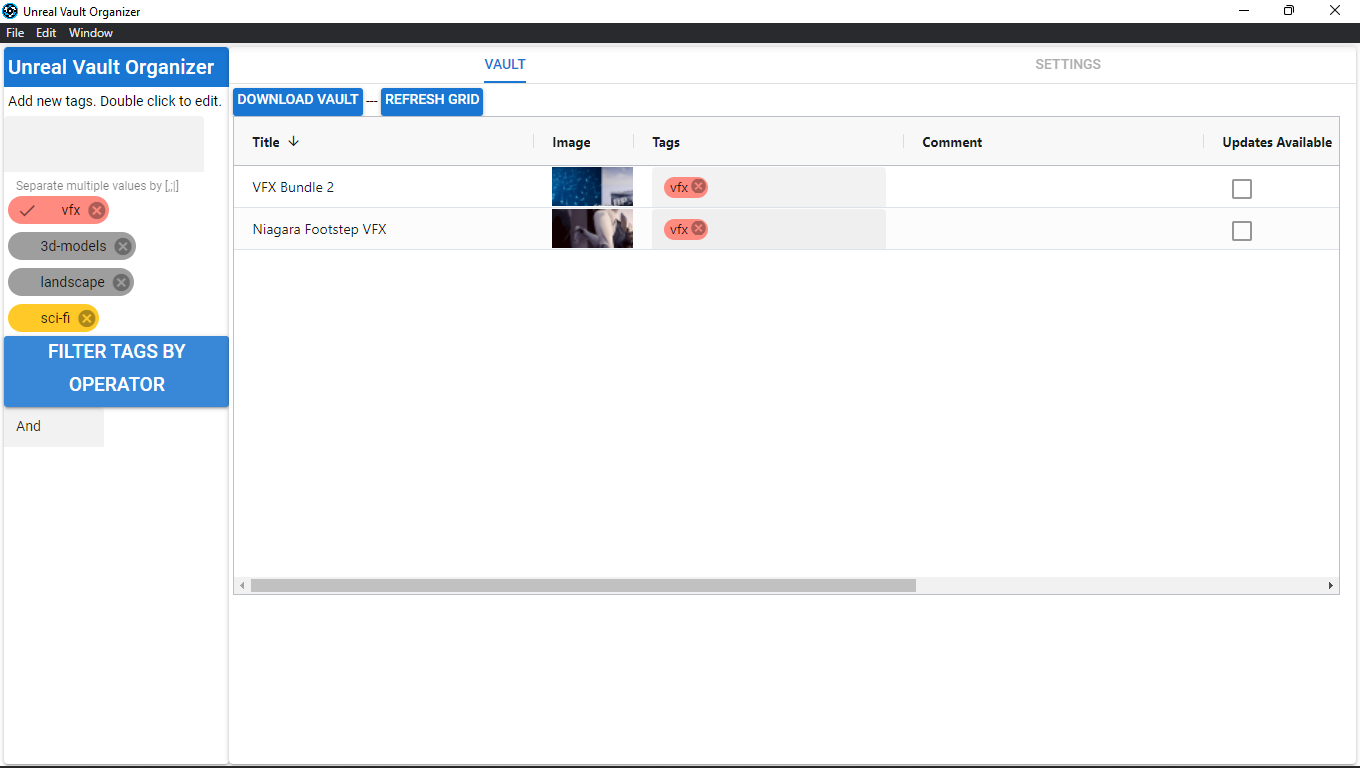 Unreal Vault Organizer
File Edit Window
Unreal Vault Organizer
Add new tags. Double click to edit.
Separate multiple values by [,;|]
vfx
3d-models
landscape
sci-fi
FILTER TAGS BY
OPERATOR
And
VAULT SETTINGS
DOWNLOAD VAULT --- REFRESH GRID
Title Image Tags Comment Updates Available
VFX Bundle 2 vfx
Niagara Footstep VFX vfx